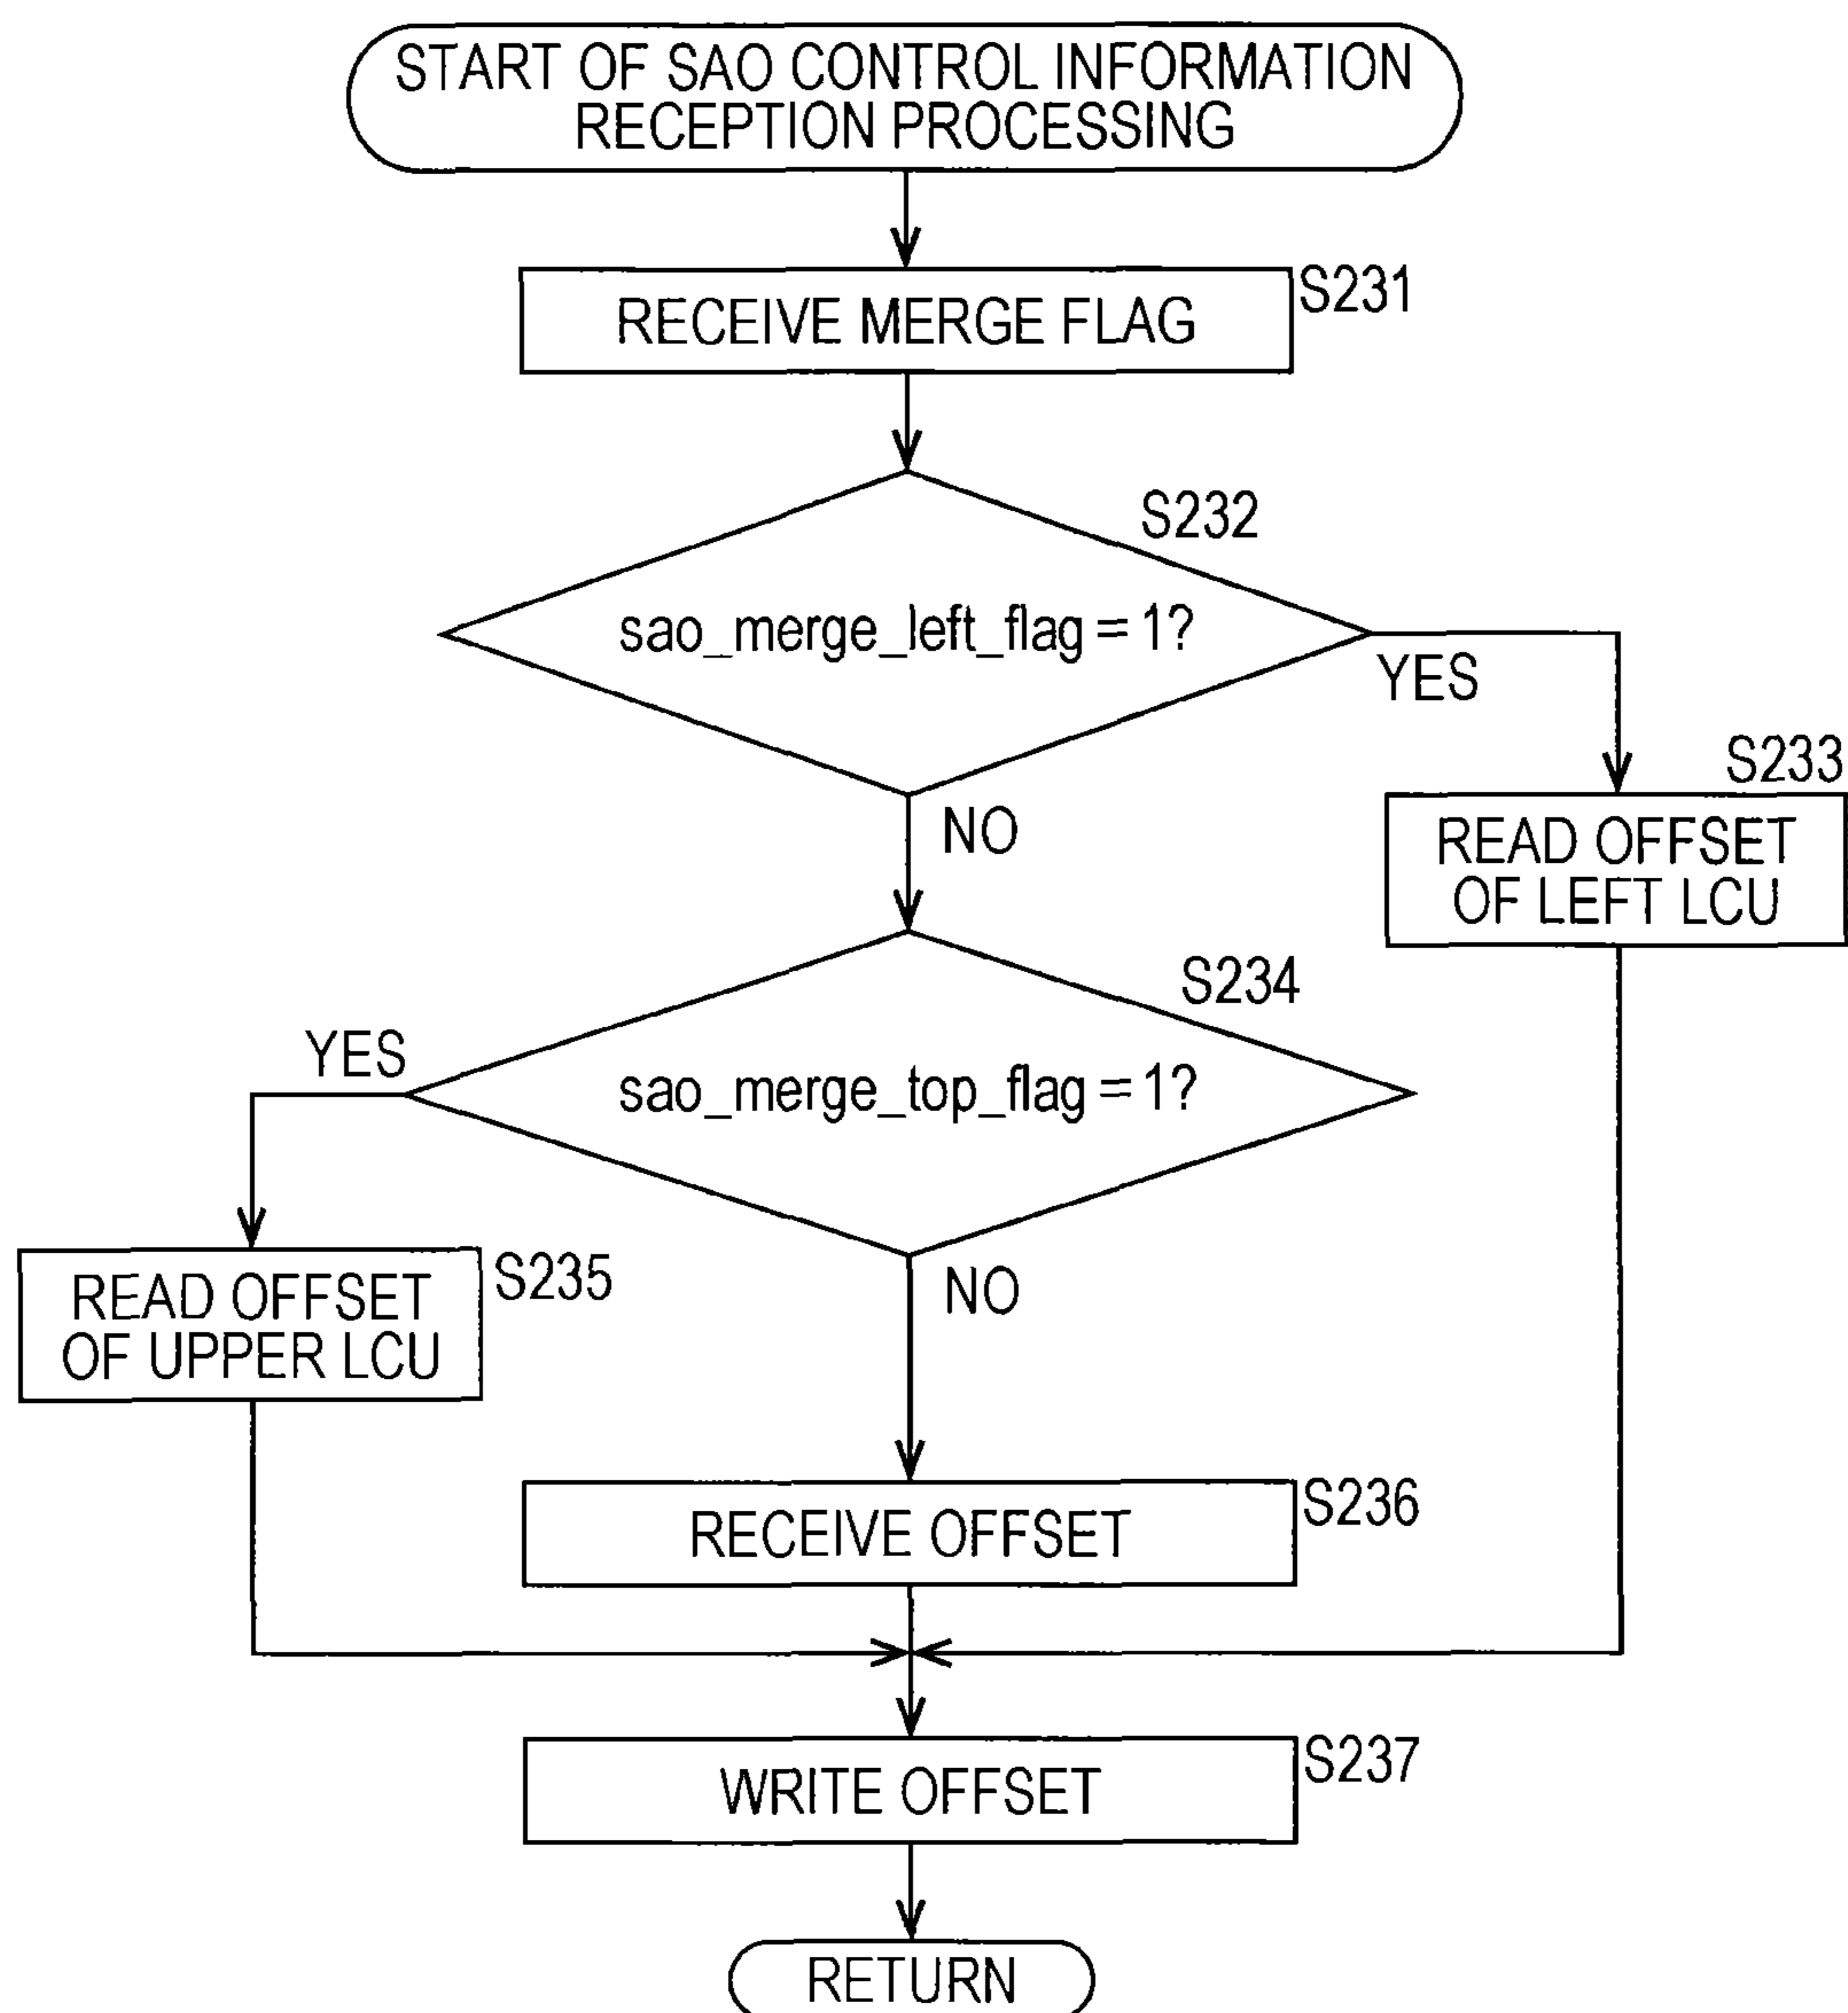 START OF SAO CONTROL INFORMATION
RECEPTION PROCESSING
S231
RECEIVE MERGE FLAG
S232
sao_merge_left_flag = 1?
YES
NO
S233
READ OFFSET
OF LEFT LCU
S234
YES
sao_merge_top_flag = 1?
NO
S235
READ OFFSET
OF UPPER LCU
S236
RECEIVE OFFSET
S237
WRITE OFFSET
RETURN